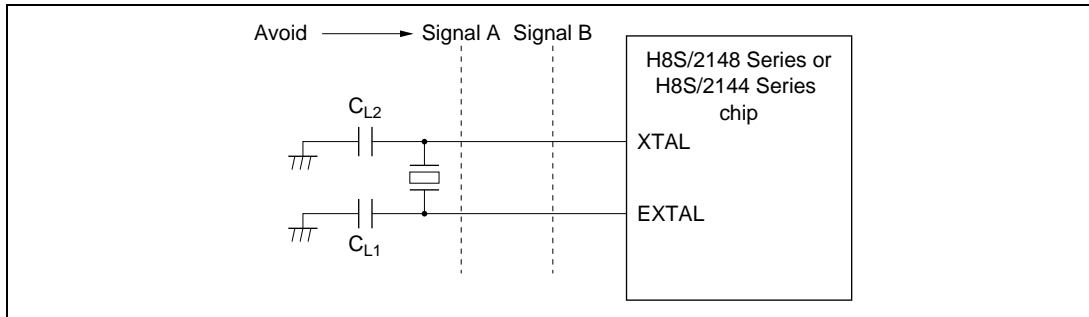 Avoid Signal A Signal B
H8S/2148 Series or
H8S/2144 Series
chip
CL2
XTAL
EXTAL
CL1